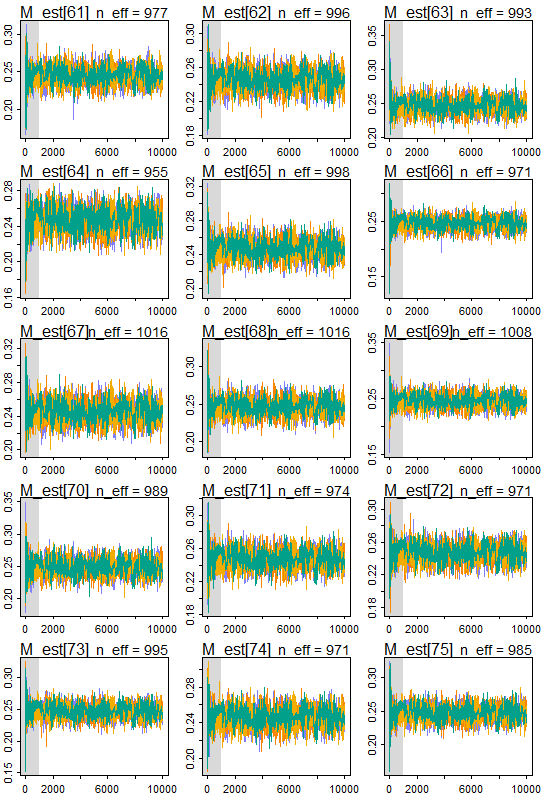 M_est[61] n_eff = 977
M_est[62] n_eff = 996
M_est[63] n_eff = 993
0.20 0.25 0.30
0.18 0.22 0.26 0.30
0.20 0.25 0.30 0.35
0 2000 6000 10000
0 2000 6000 10000
0 2000 6000 10000
M_est[64] n_eff = 955
M_est[65] n_eff = 998
M_est[66] n_eff = 971
0.16 0.20 0.24 0.28
0.20 0.24 0.28 0.32
0.15 0.25
0 2000 6000 10000
0 2000 6000 10000
0 2000 6000 10000
M_est[67]n_eff = 1016
M_est[68]n_eff = 1016
M_est[69]n_eff = 1008
0.20 0.24 0.28 0.32
0.20 0.25 0.30
0.15 0.25 0.35
0 2000 6000 10000
0 2000 6000 10000
0 2000 6000 10000
M_est[70] n_eff = 989
M_est[71] n_eff = 974
M_est[72] n_eff = 971
0.20 0.25 0.30 0.35
0.18 0.22 0.26 0.30
0.18 0.22 0.26 0.30
0 2000 6000 10000
0 2000 6000 10000
0 2000 6000 10000
M_est[73] n_eff = 995
M_est[74] n_eff = 971
M_est[75] n_eff = 985
0.15 0.20 0.25 0.30
0.20 0.24 0.28
0.20 0.25 0.30
0 2000 6000 10000
0 2000 6000 10000
0 2000 6000 10000